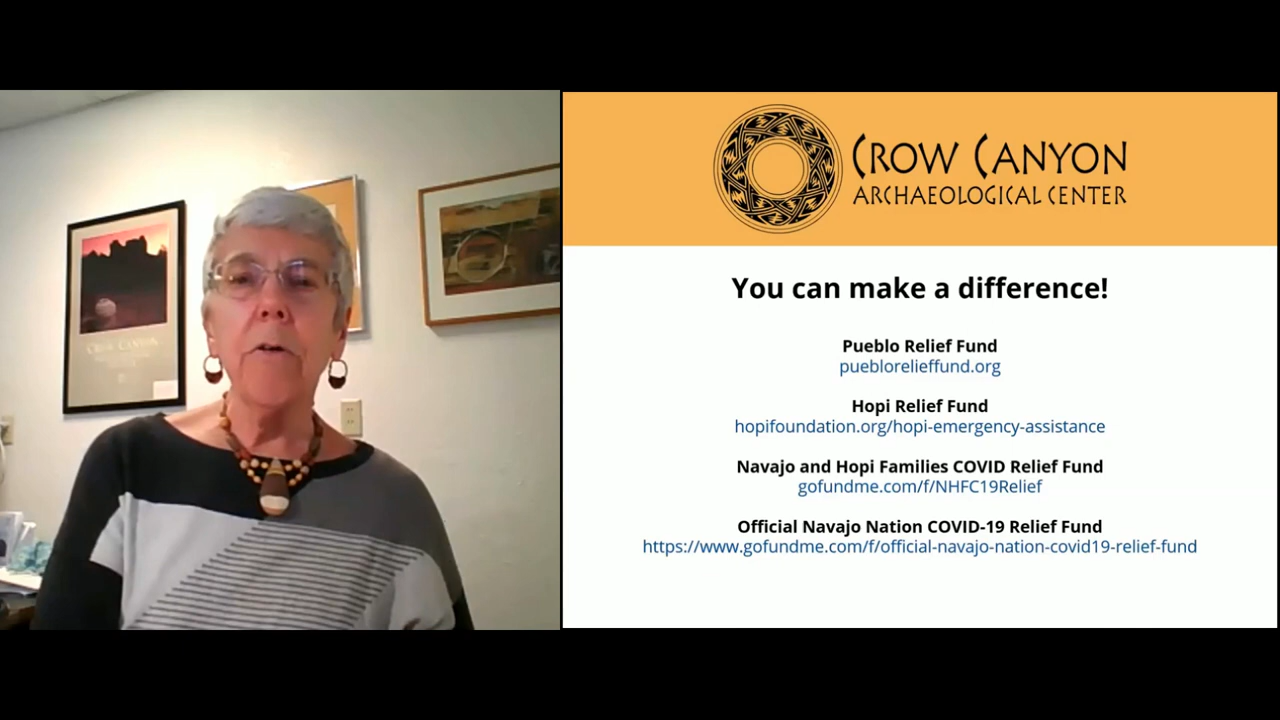 CROW CANYON
CROW CANYON
ARCHAEOLOGICAL CENTER
You can make a difference!
Pueblo Relief Fund
pueblorelieffund.org
Hopi Relief Fund
hopifoundation.org/hopi-emergency-assistance
Navajo and Hopi Families COVID Relief Fund
gofundme.com/f/NHFC19Relief
Official Navajo Nation COVID-19 Relief Fund
https://www.gofundme.com/f/official-navajo-nation-covid19-relief-fund